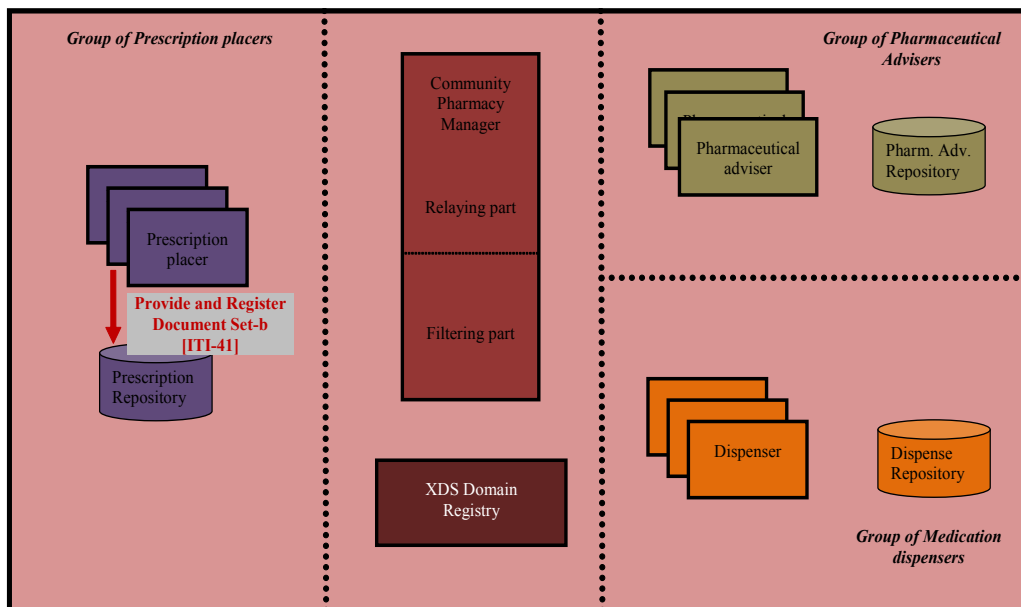 Group of Prescription placers
Prescription
placer
Provide and Register
Document Set-b
[ITI-41]
Prescription
Repository
Community
Pharmacy
Manager
Relaying part
Filtering part
XDS Domain
Registry
Group of Pharmaceutical
Advisers
Pharmaceutical
adviser
Pharm. Adv.
Repository
Dispenser
Dispense
Repository
Group of Medication
dispensers